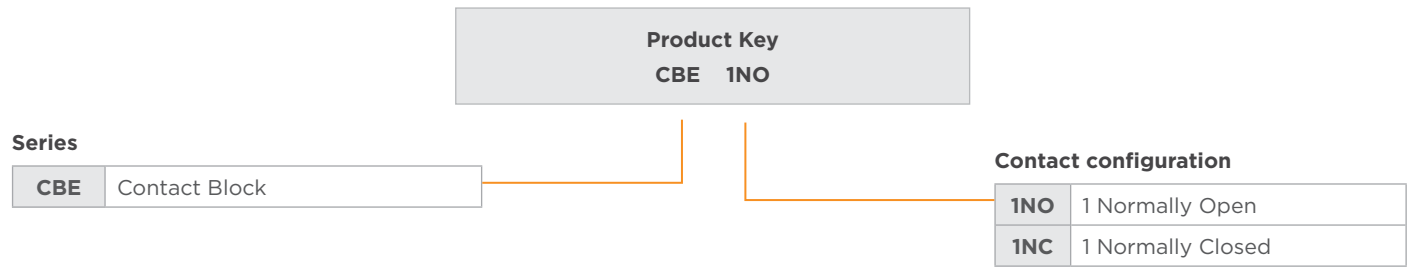 Product Key
CBE 1NO
Series
CBE Contact Block
Contact configuration
1NO 1 Normally Open
1NC 1 Normally Closed